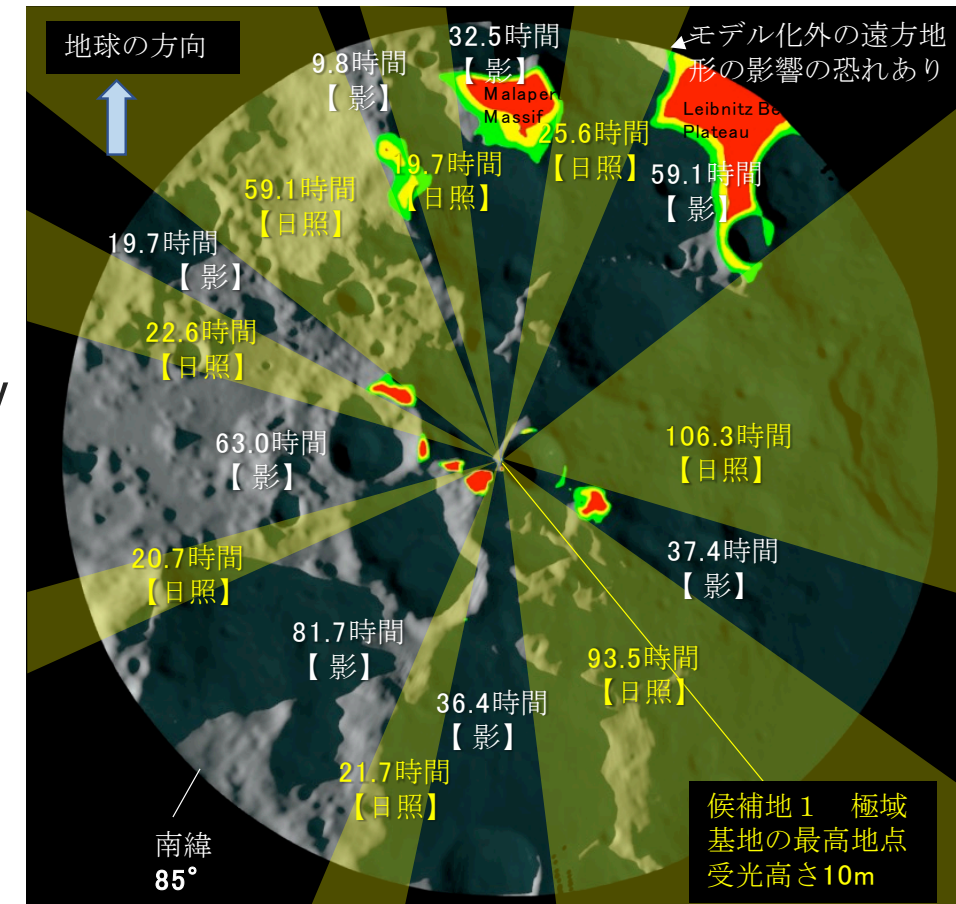 地球の方向
モデル化外の遠方地
形の影響の恐れあり
32.5時間
【 影】
9.8時間
【 影】
Malaper
Massif
Leibnitz Be
Plateau
25.6時間
【日照】
19.7時間
【日照】
59.1時間
【 影】
59.1時間
【日照】
19.7時間
【 影】
22.6時間
【日照】
63.0時間
【 影】
106.3時間
【日照】
37.4時間
【 影】
20.7時間
【日照】
81.7時間
【 影】
93.5時間
【日照】
36.4時間
【 影】
21.7時間
【日照】
南緯
85°
候補地１ 極域
基地の最高地点
受光高さ10m